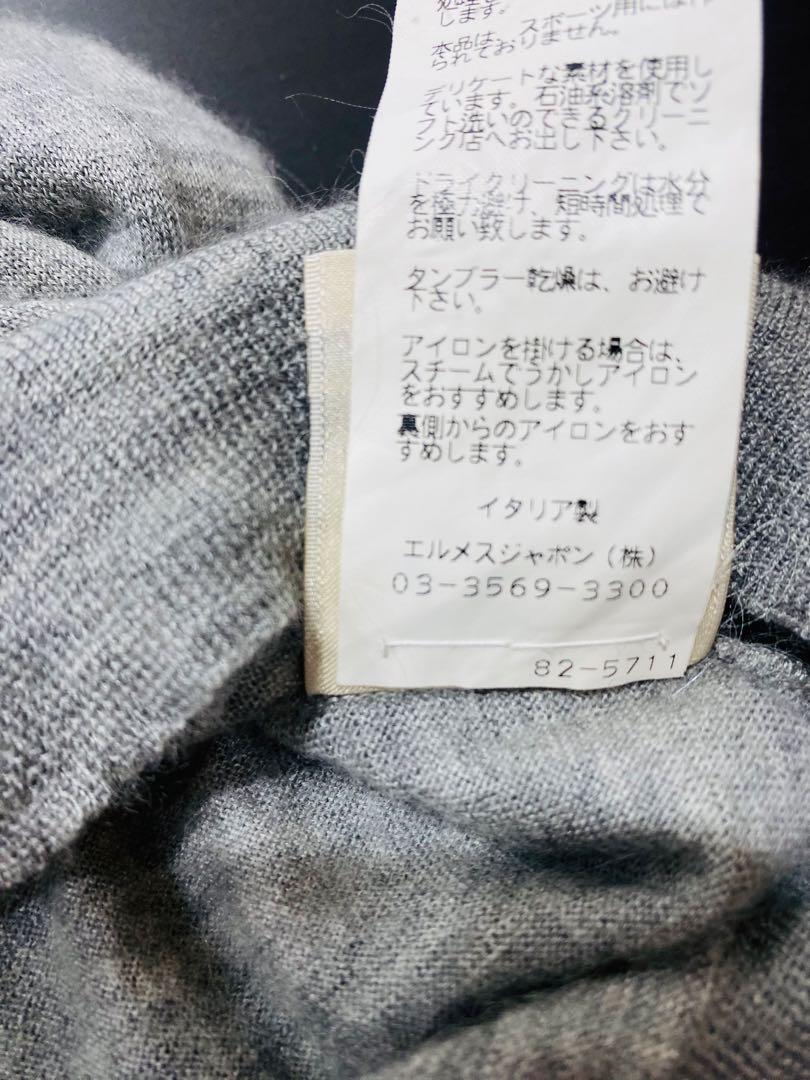 します。
本品は、スポーツ用には作
られておりません。
デリケートな素材を使用し
ています。石油系溶剤でソ
フト洗いのできるクリーニ
ング店へお出し下さい。
ドライクリーニングは水分
を極力避け、短時間処理で
お願い致します。
タンブラー乾燥は、お避け
下さい。
アイロンを掛ける場合は、
スチームでうかしアイロン
をおすすめします。
裏側からのアイロンをおす
すめします。
イタリア製
エルメスジャポン（株）
03-3569-3300
82-5711